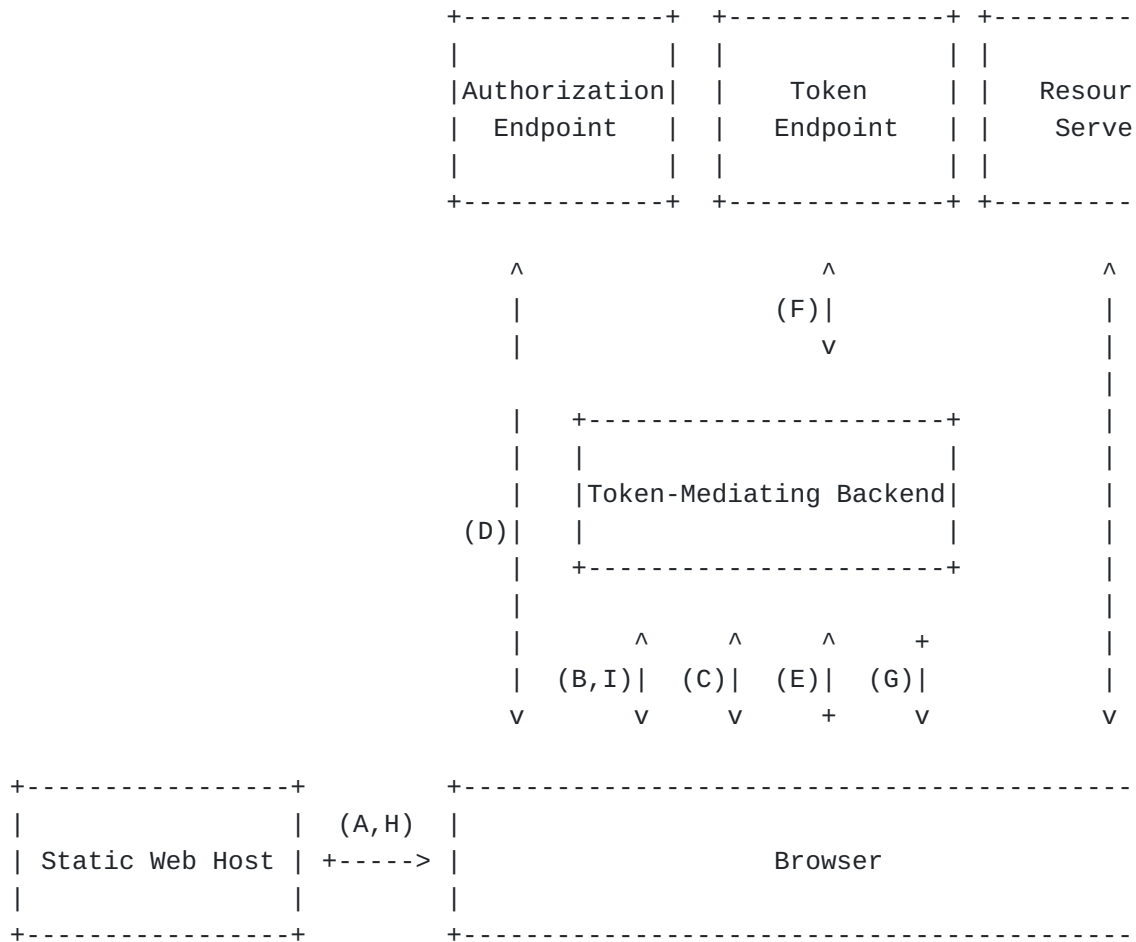 +-------------+  +--------------+ +---------
|             |  |              | |
|Authorization|  |    Token     | |   Resour
|  Endpoint   |  |   Endpoint   | |    Serve
|             |  |              | |
+-------------+  +--------------+ +---------
^                   ^                 ^
|                (F)|                 |
|                   v                 |
|
|   +-----------------------+         |
|   |                       |         |
|   |Token-Mediating Backend|         |
(D)|   |                       |         |
|   +-----------------------+         |
|                                     |
|       ^     ^     ^     +           |
|  (B,I)|  (C)|  (E)|  (G)|           |
v       v     v     +     v           v
+-----------------+         +-------------------------------------------
|                 |  (A,H)  |
| Static Web Host | +-----> |                    Browser
|                 |         |
+-----------------+         +-------------------------------------------